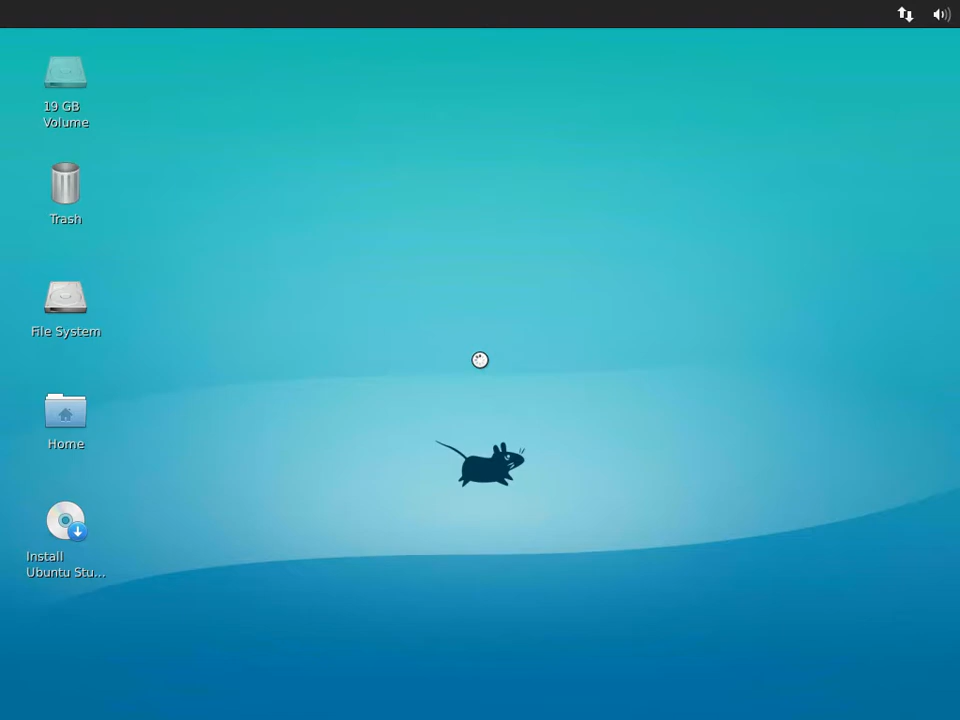 19 GB
Volume
Trash
File System
Home
Install
Ubuntu Stu...